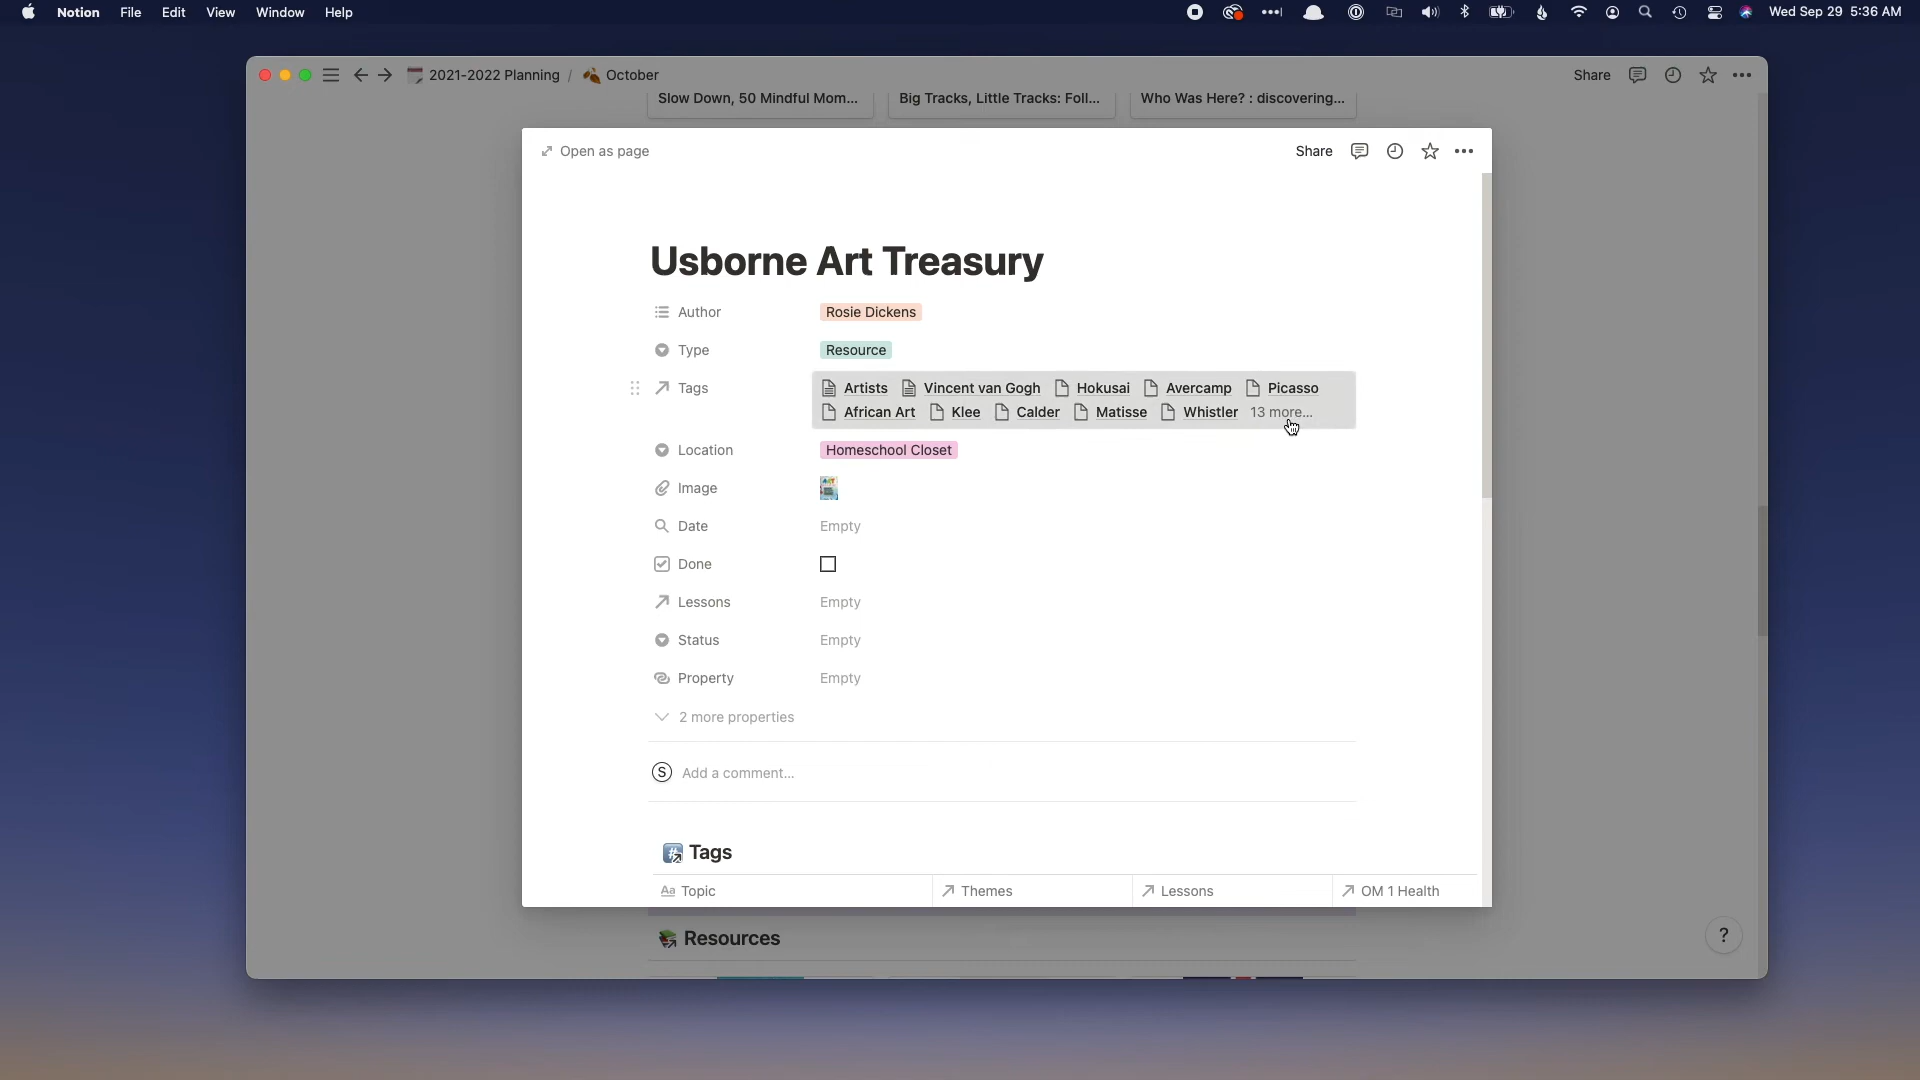 Notion File Edit View Window Help Wed Sep 29 5:36 AM
2021-2022 Planning / October Share
Slow Down, 50 Mindful Mom... Big Tracks, Little Tracks: Foll... Who Was Here? : discovering...
Open as page Share
Usborne Art Treasury
Author Rosie Dickens
Type Resource
Tags Artists Vincent van Gogh Hokusai Avercamp Picasso
African Art Klee Calder Matisse Whistler 13 more...
Location Homeschool Closet
Image
Date Empty
Done
Lessons Empty
Status Empty
Property Empty
2 more properties
S Add a comment...
# Tags
Aa Topic Themes Lessons OM 1 Health
Resources
?